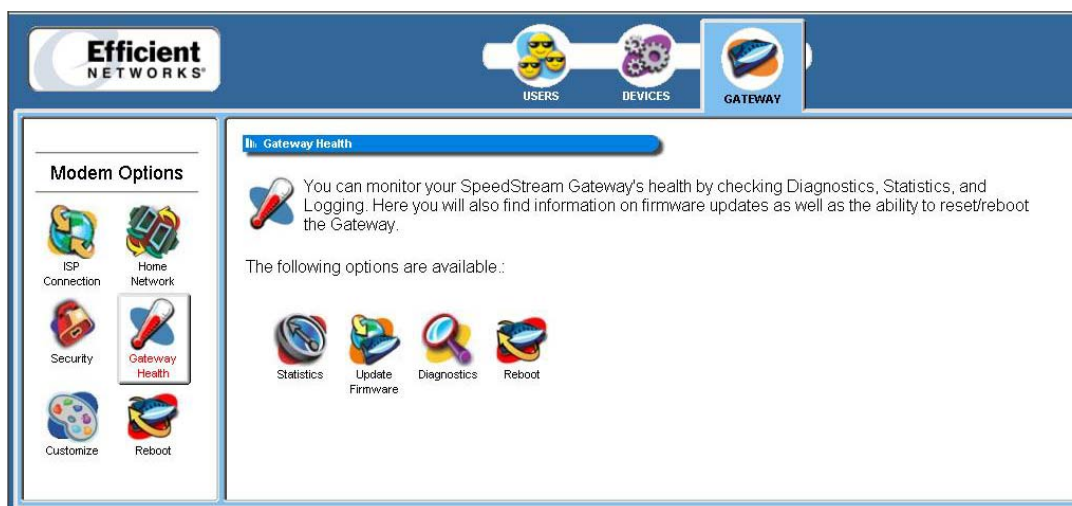 Efficient
NETWORKS®
USERS
DEVICES
GATEWAY
Modem Options
ISP
Connection
Home
Network
Security
Gateway
Health
Customize
Reboot
Gateway Health
You can monitor your SpeedStream Gateway's health by checking Diagnostics, Statistics, and
Logging. Here you will also find information on firmware updates as well as the ability to reset/reboot
the Gateway.
The following options are available.:
Statistics
Update
Firmware
Diagnostics
Reboot